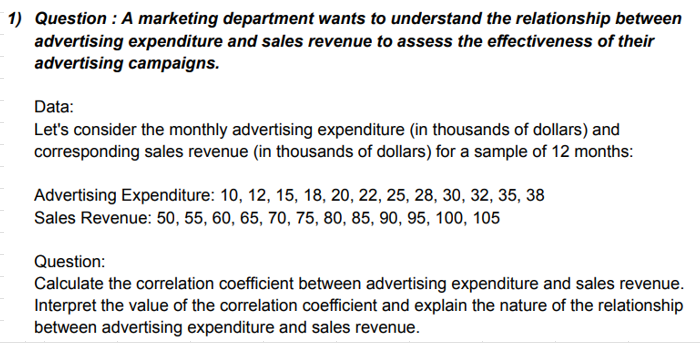 1) Question : A marketing department wants to understand the relationship between
advertising expenditure and sales revenue to assess the effectiveness of their
advertising campaigns.
Data:
Let's consider the monthly advertising expenditure (in thousands of dollars) and
corresponding sales revenue (in thousands of dollars) for a sample of 12 months:
Advertising Expenditure: 10, 12, 15, 18, 20, 22, 25, 28, 30, 32, 35, 38
Sales Revenue: 50, 55, 60, 65, 70, 75, 80, 85, 90, 95, 100, 105
Question:
Calculate the correlation coefficient between advertising expenditure and sales revenue.
Interpret the value of the correlation coefficient and explain the nature of the relationship
between advertising expenditure and sales revenue.